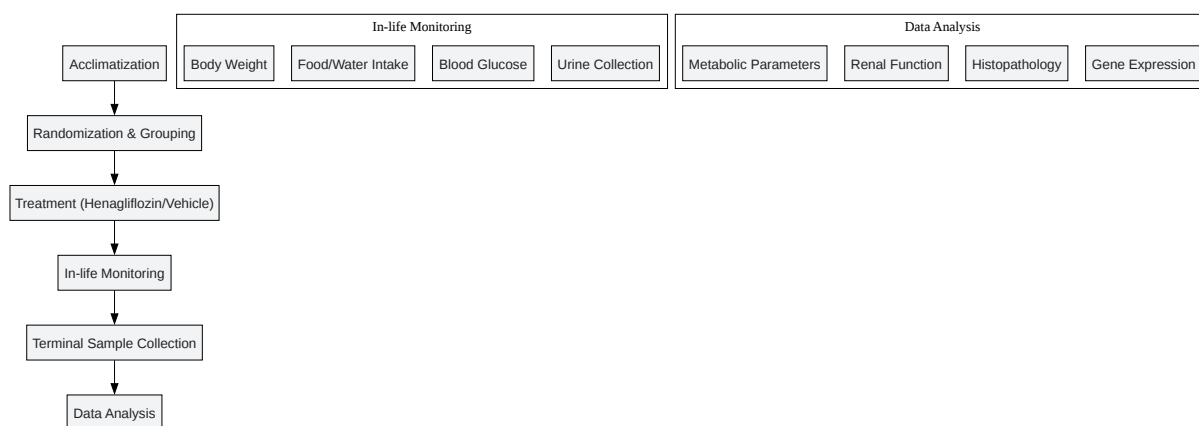 In-life Monitoring
Data Analysis
Acclimatization
Body Weight
Food/Water Intake
Blood Glucose
Urine Collection
Metabolic Parameters
Renal Function
Histopathology
Gene Expression
Randomization & Grouping
Treatment (Henagliflozin/Vehicle)
In-life Monitoring
Terminal Sample Collection
Data Analysis